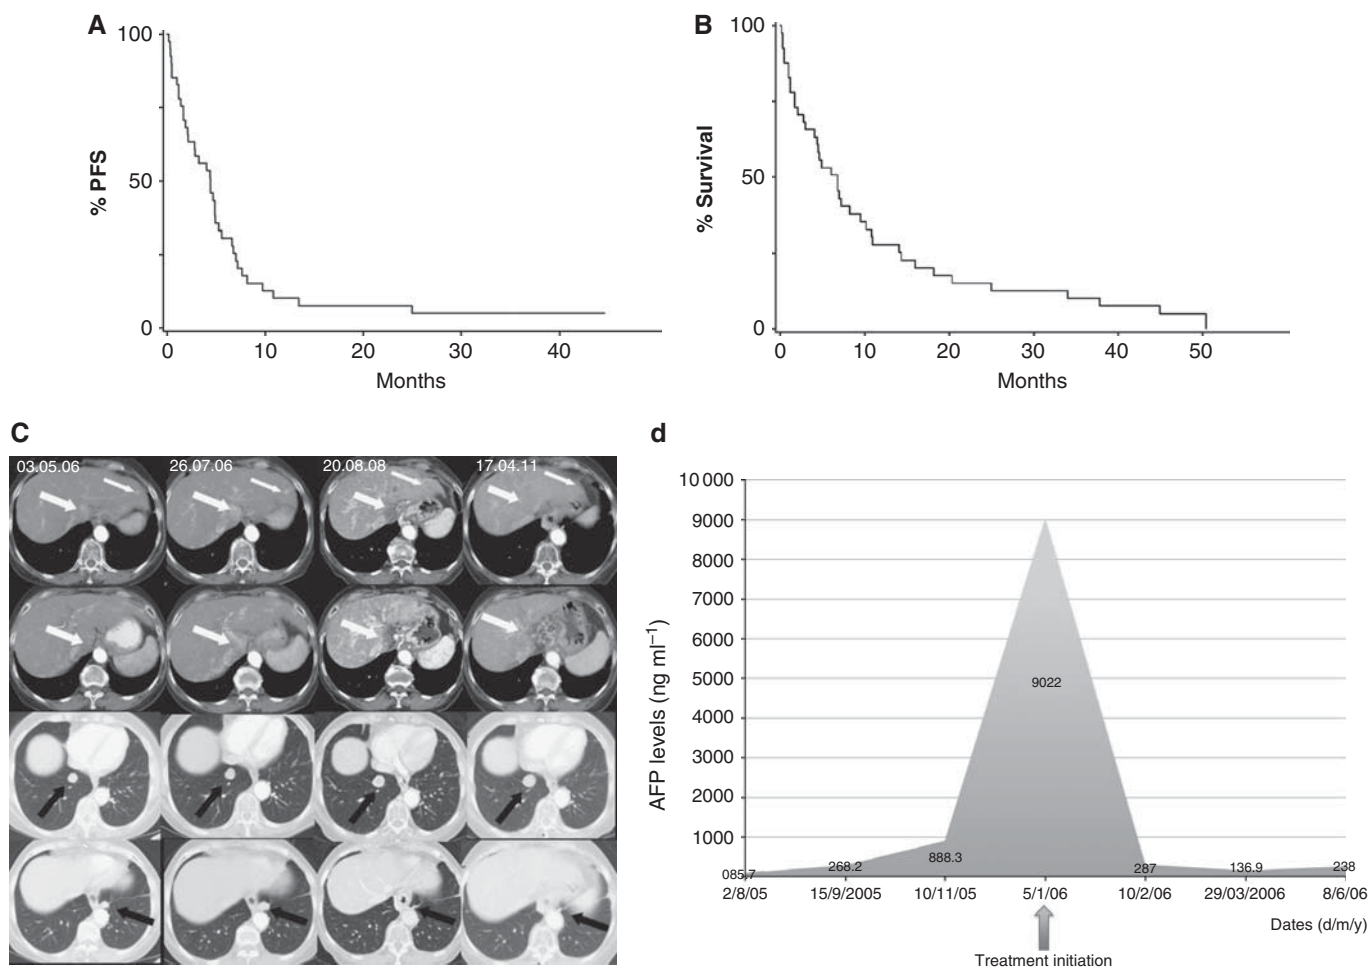 A
100
50
0
% PFS
0 10 20 30 40
Months
B
100
50
0
% Survival
0 10 20 30 40 50
Months
C
03.05.06 26.07.06 20.08.08 17.04.11
d
10 000
9000
8000
7000
6000
5000
4000
3000
2000
1000
AFP levels (ng ml⁻¹)
9022
085.7 268.2 888.3 287 136.9 238
2/8/05 15/9/2005 10/11/05 5/1/06 10/2/06 29/03/2006 8/6/06
Dates (d/m/y)
Treatment initiation